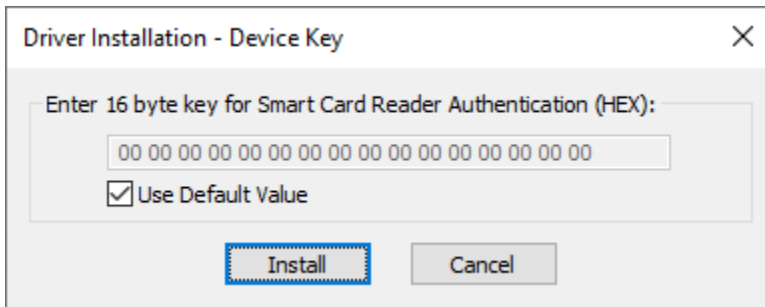 Driver Installation - Device Key
Enter 16 byte key for Smart Card Reader Authentication (HEX):
00 00 00 00 00 00 00 00 00 00 00 00 00 00 00 00
Use Default Value
Install Cancel